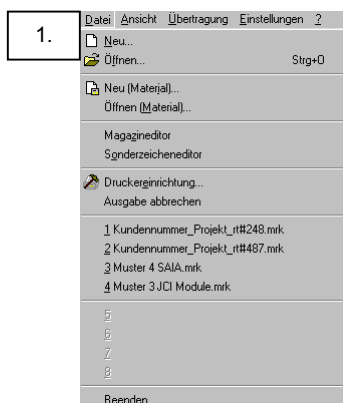 1.
Datei Ansicht Übertragung Einstellungen ?
Neu...
Öffnen... Strg+O
Neu (Material)...
Öffnen (Material)...
Magazineditor
Sonderzeicheneditor
Druckereinrichtung...
Ausgabe abbrechen
1 Kundennummer_Projekt_rt#248.mrk
2 Kundennummer_Projekt_rt#487.mrk
3 Muster 4 SAIA.mrk
4 Muster 3 JCI Module.mrk
5
6
7
8
Beenden